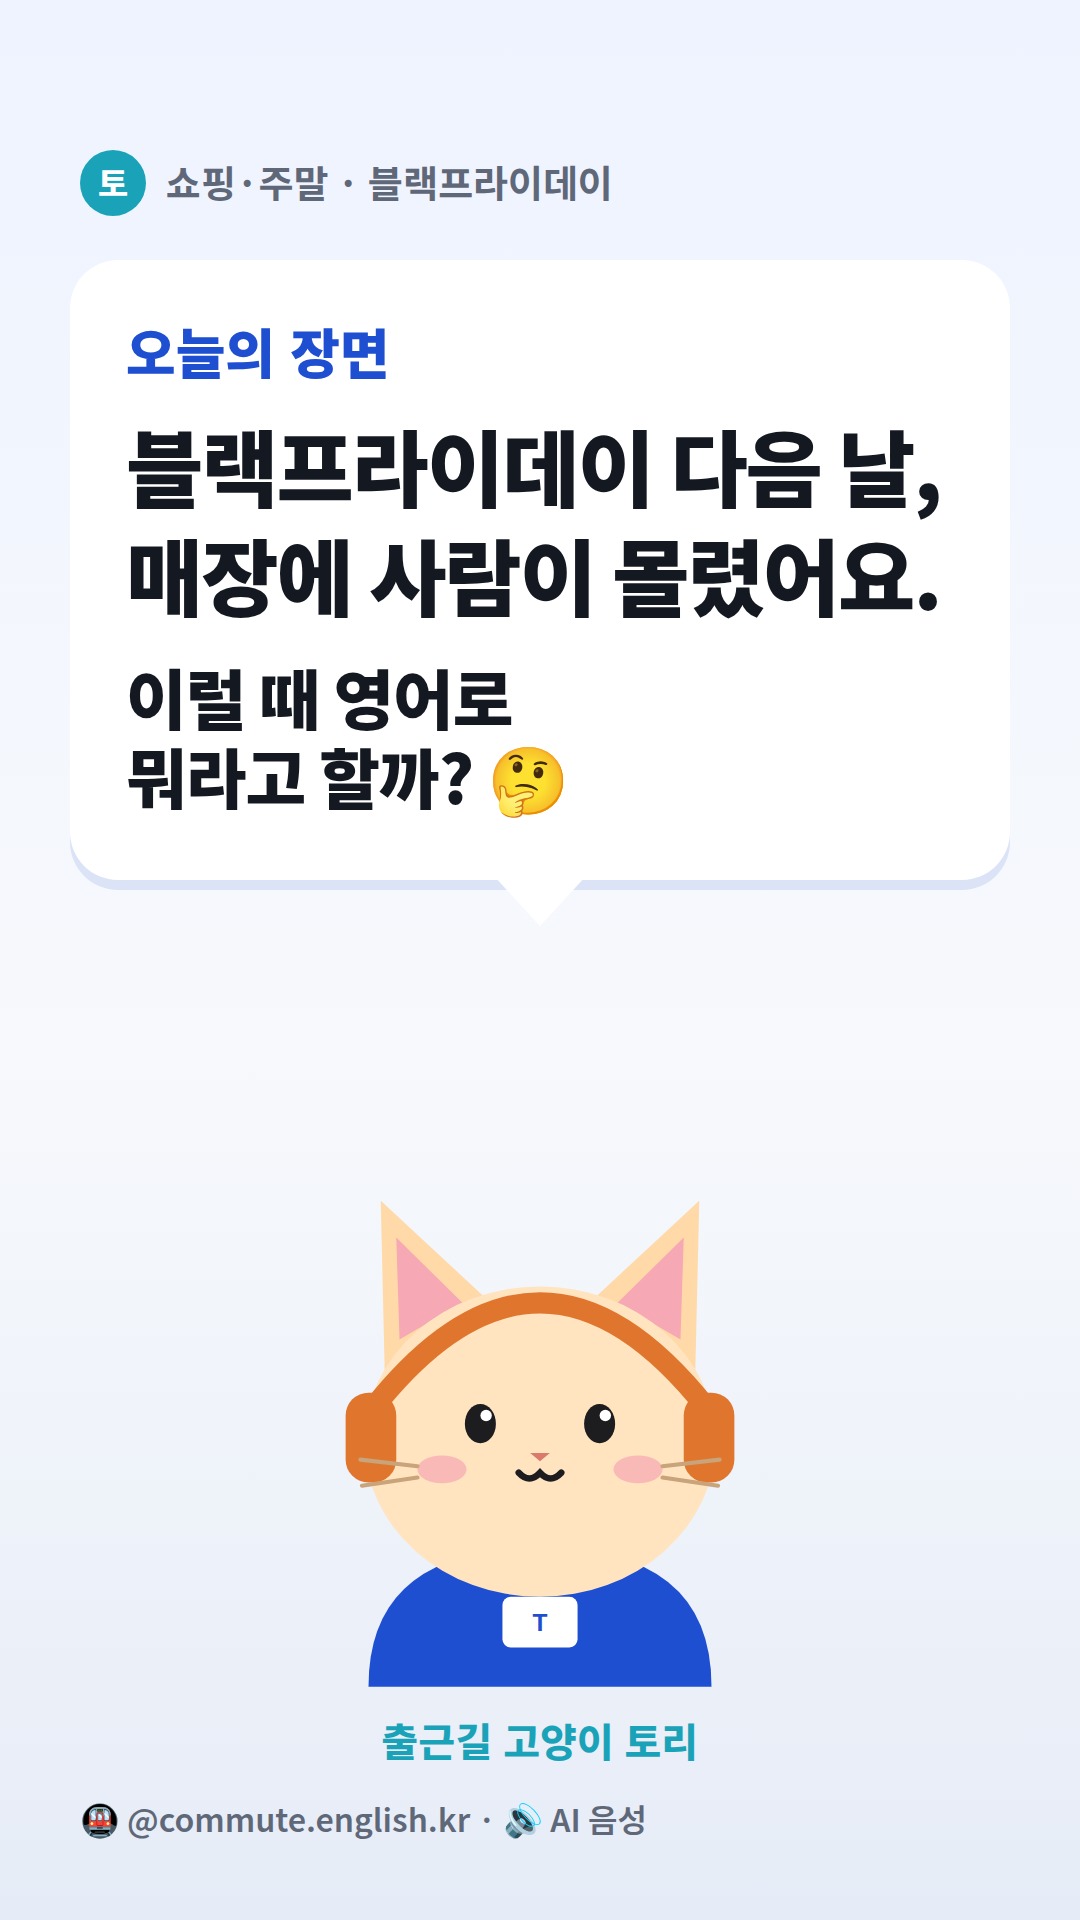 토 쇼핑·주말 · 블랙프라이데이
오늘의 장면
블랙프라이데이 다음 날,
매장에 사람이 몰렸어요.
이럴 때 영어로
뭐라고 할까? 🤔
T
출근길 고양이 토리
🚇 @commute.english.kr · 🔊 AI 음성